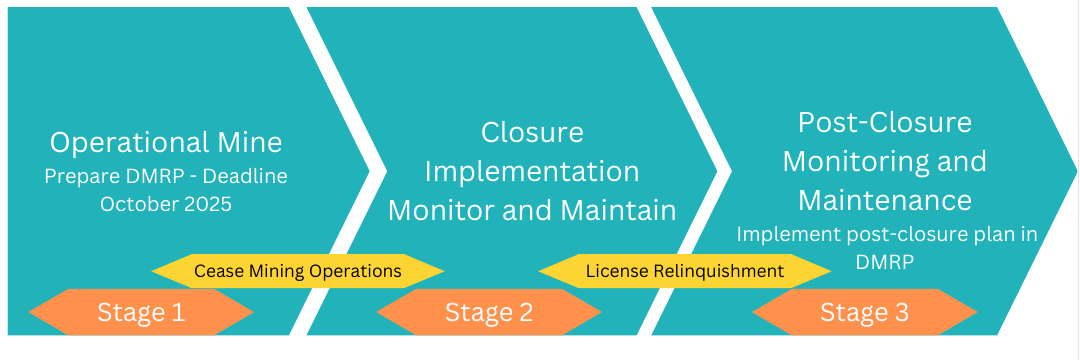 Operational Mine
Prepare DMRP - Deadline
October 2025
Closure
Implementation
Monitor and Maintain
Post-Closure
Monitoring and
Maintenance
Implement post-closure plan in
DMRP
Cease Mining Operations
License Relinquishment
Stage 1
Stage 2
Stage 3